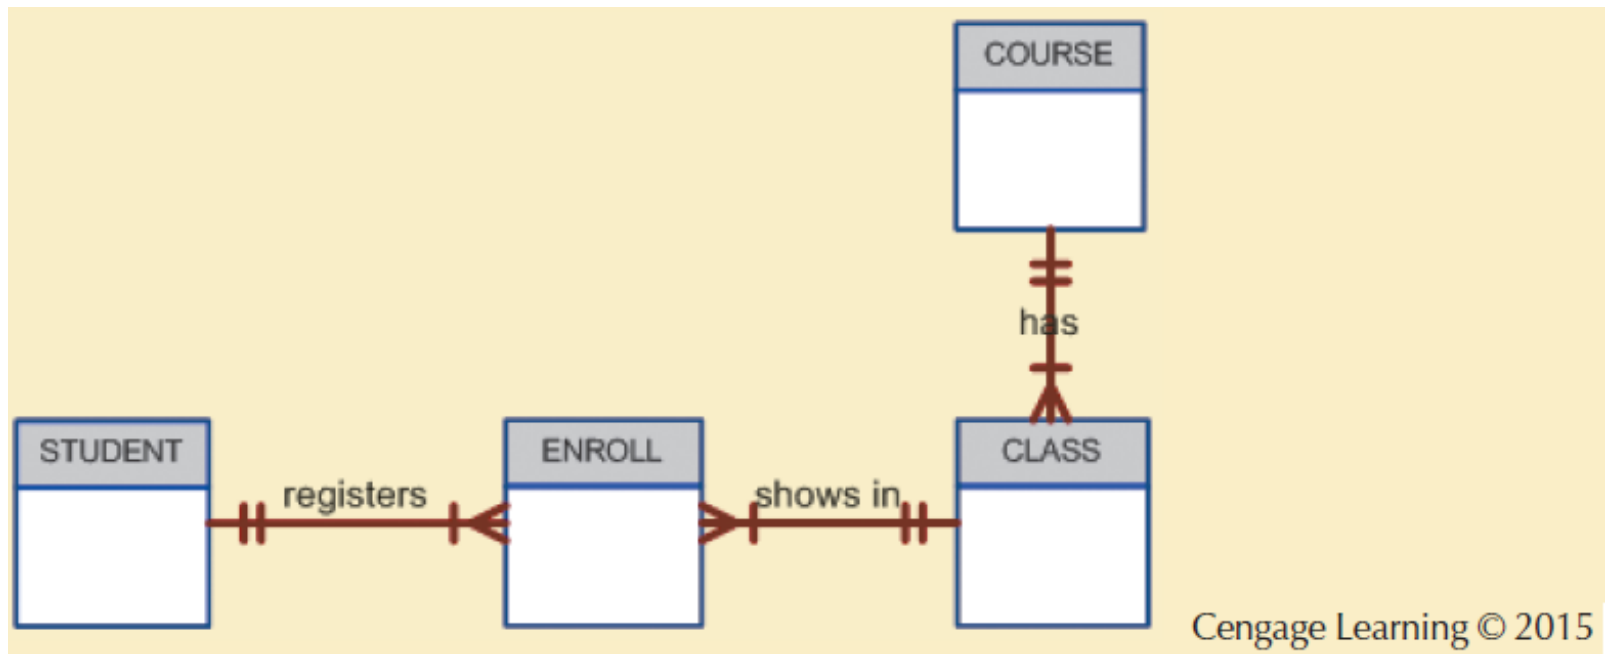 COURSE
has
STUDENT
registers
ENROLL
shows in
CLASS
Cengage Learning © 2015